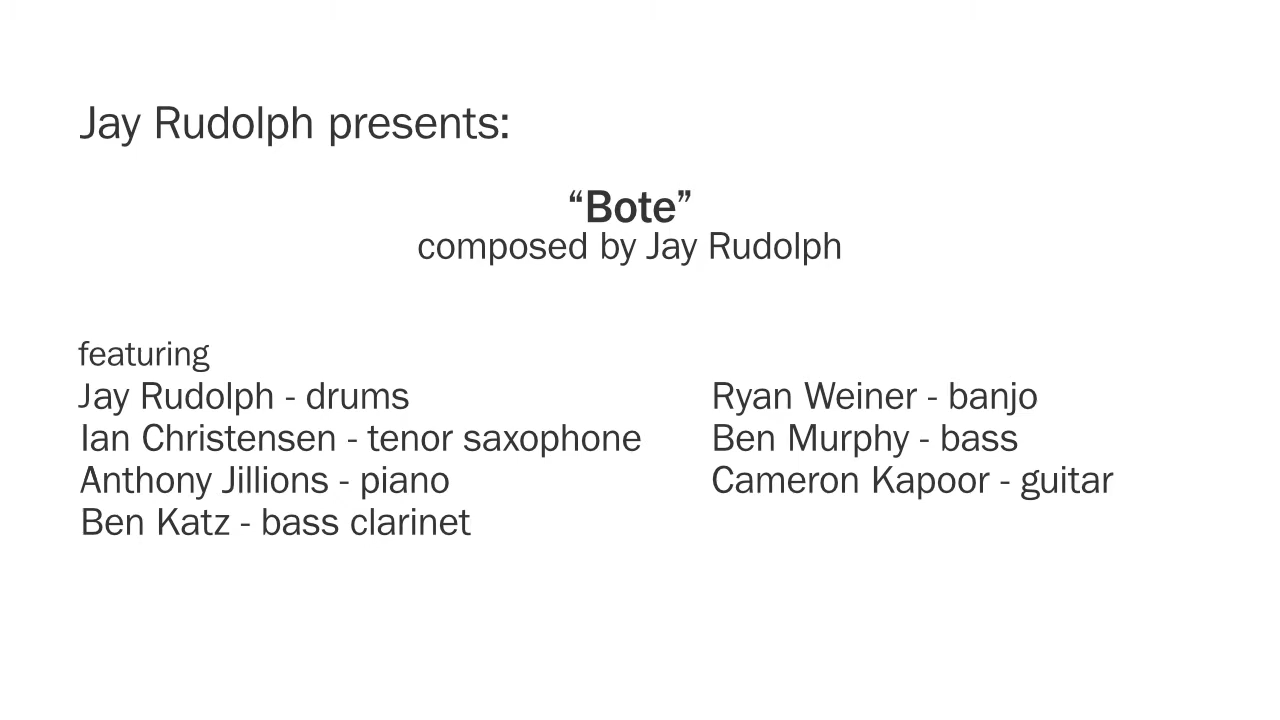 Jay Rudolph presents:
“Bote”
composed by Jay Rudolph
featuring
Jay Rudolph - drums
Ian Christensen - tenor saxophone
Anthony Jillions - piano
Ben Katz - bass clarinet
Ryan Weiner - banjo
Ben Murphy - bass
Cameron Kapoor - guitar